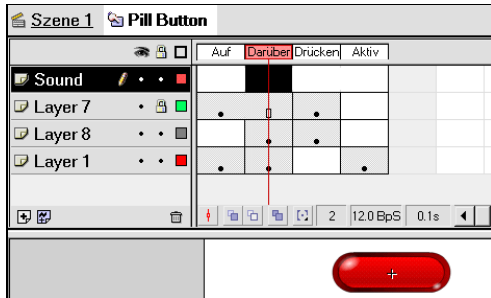 Szene 1 Pill Button
Auf Darüber Drücken Aktiv
Sound
Layer 7
Layer 8
Layer 1
2 12.0 BpS 0.1s